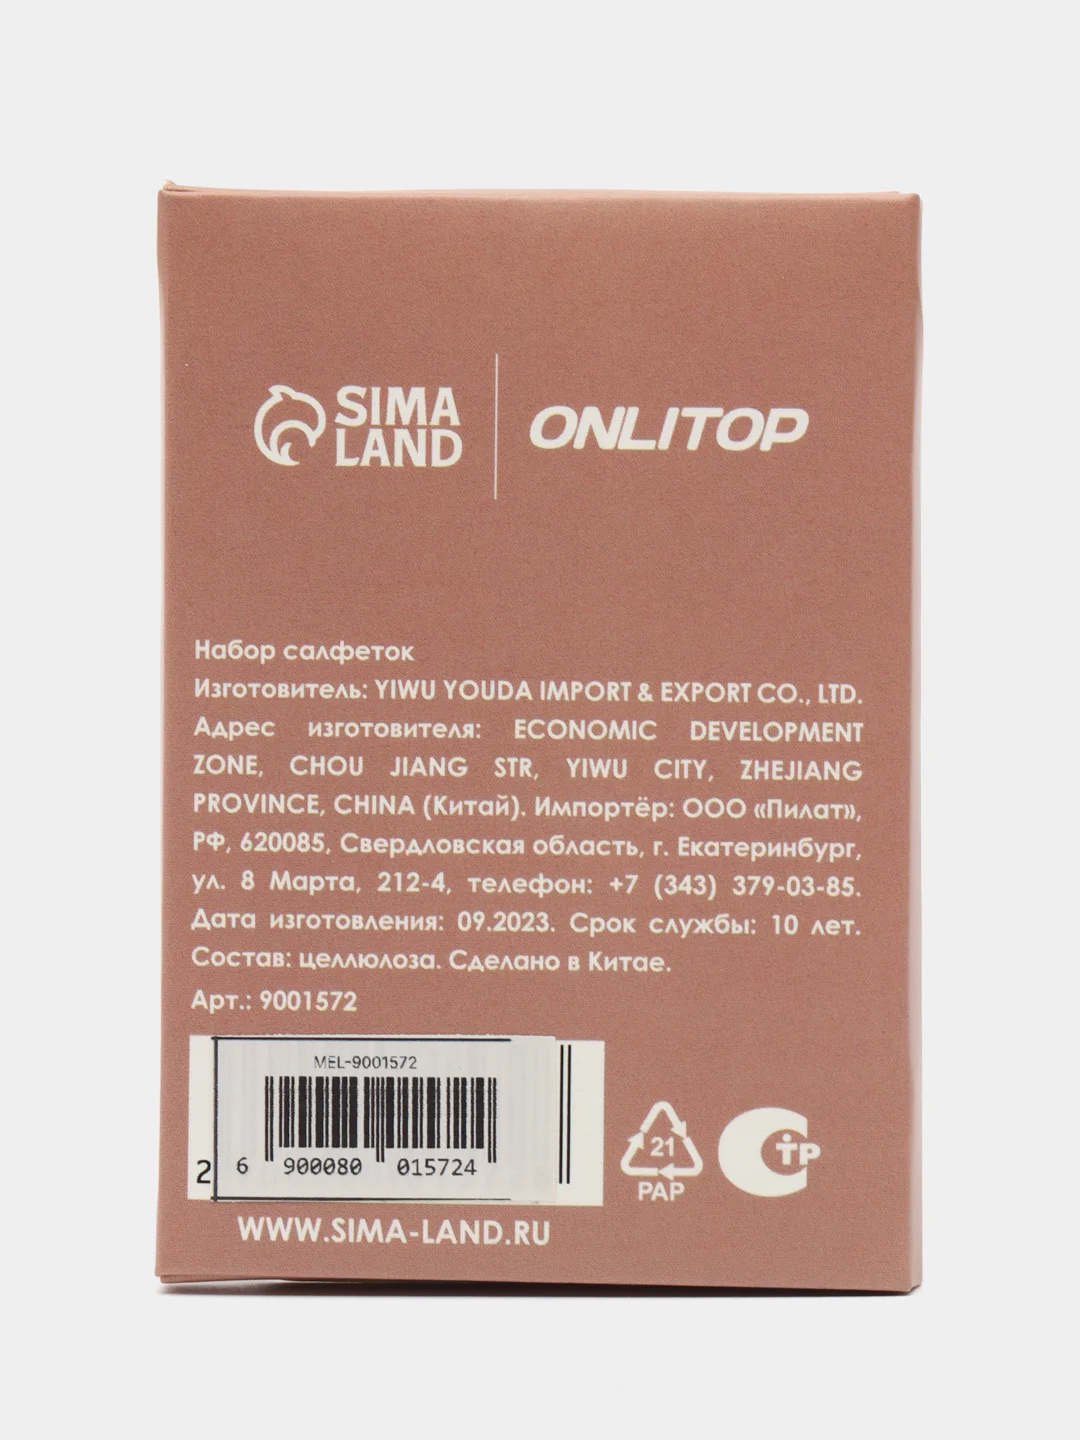 SIMA
LAND
ONLITOP
Набор салфеток
Изготовитель: YIWU YOUDA IMPORT & EXPORT CO., LTD.
Адрес изготовителя: ECONOMIC DEVELOPMENT
ZONE, CHOU JIANG STR, YIWU CITY, ZHEJIANG
PROVINCE, CHINA (Китай). Импортёр: ООО «Пилат»,
РФ, 620085, Свердловская область, г. Екатеринбург,
ул. 8 Марта, 212-4, телефон: +7 (343) 379-03-85.
Дата изготовления: 09.2023. Срок службы: 10 лет.
Состав: целлюлоза. Сделано в Китае.
Арт.: 9001572
MEL-9001572
2 6 900080 015724
21
PAP
СТР
WWW.SIMA-LAND.RU